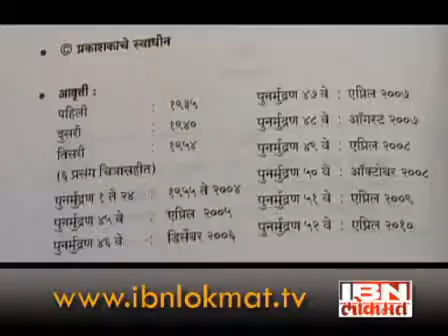 © प्रकाशकाचे स्वाधीन
आवृत्ती :
पहिली : १९३५
दुसरी : १९४०
तिसरी : १९५४
(६ प्रसंग चित्रासहीत)
पुनर्मुद्रण १ ते २४ : १९५५ ते २००४
पुनर्मुद्रण ४५ वे : एप्रिल २००५
पुनर्मुद्रण ४६ वे : डिसेंबर २००६
पुनर्मुद्रण ४७ वे : एप्रिल २००७
पुनर्मुद्रण ४८ वे : ऑगस्ट २००७
पुनर्मुद्रण ४९ वे : एप्रिल २००८
पुनर्मुद्रण ५० वे : ऑक्टोबर २००८
पुनर्मुद्रण ५१ वे : एप्रिल २००९
पुनर्मुद्रण ५२ वे : एप्रिल २०१०
www.ibnlokmat.tv
IBN
लोकमत